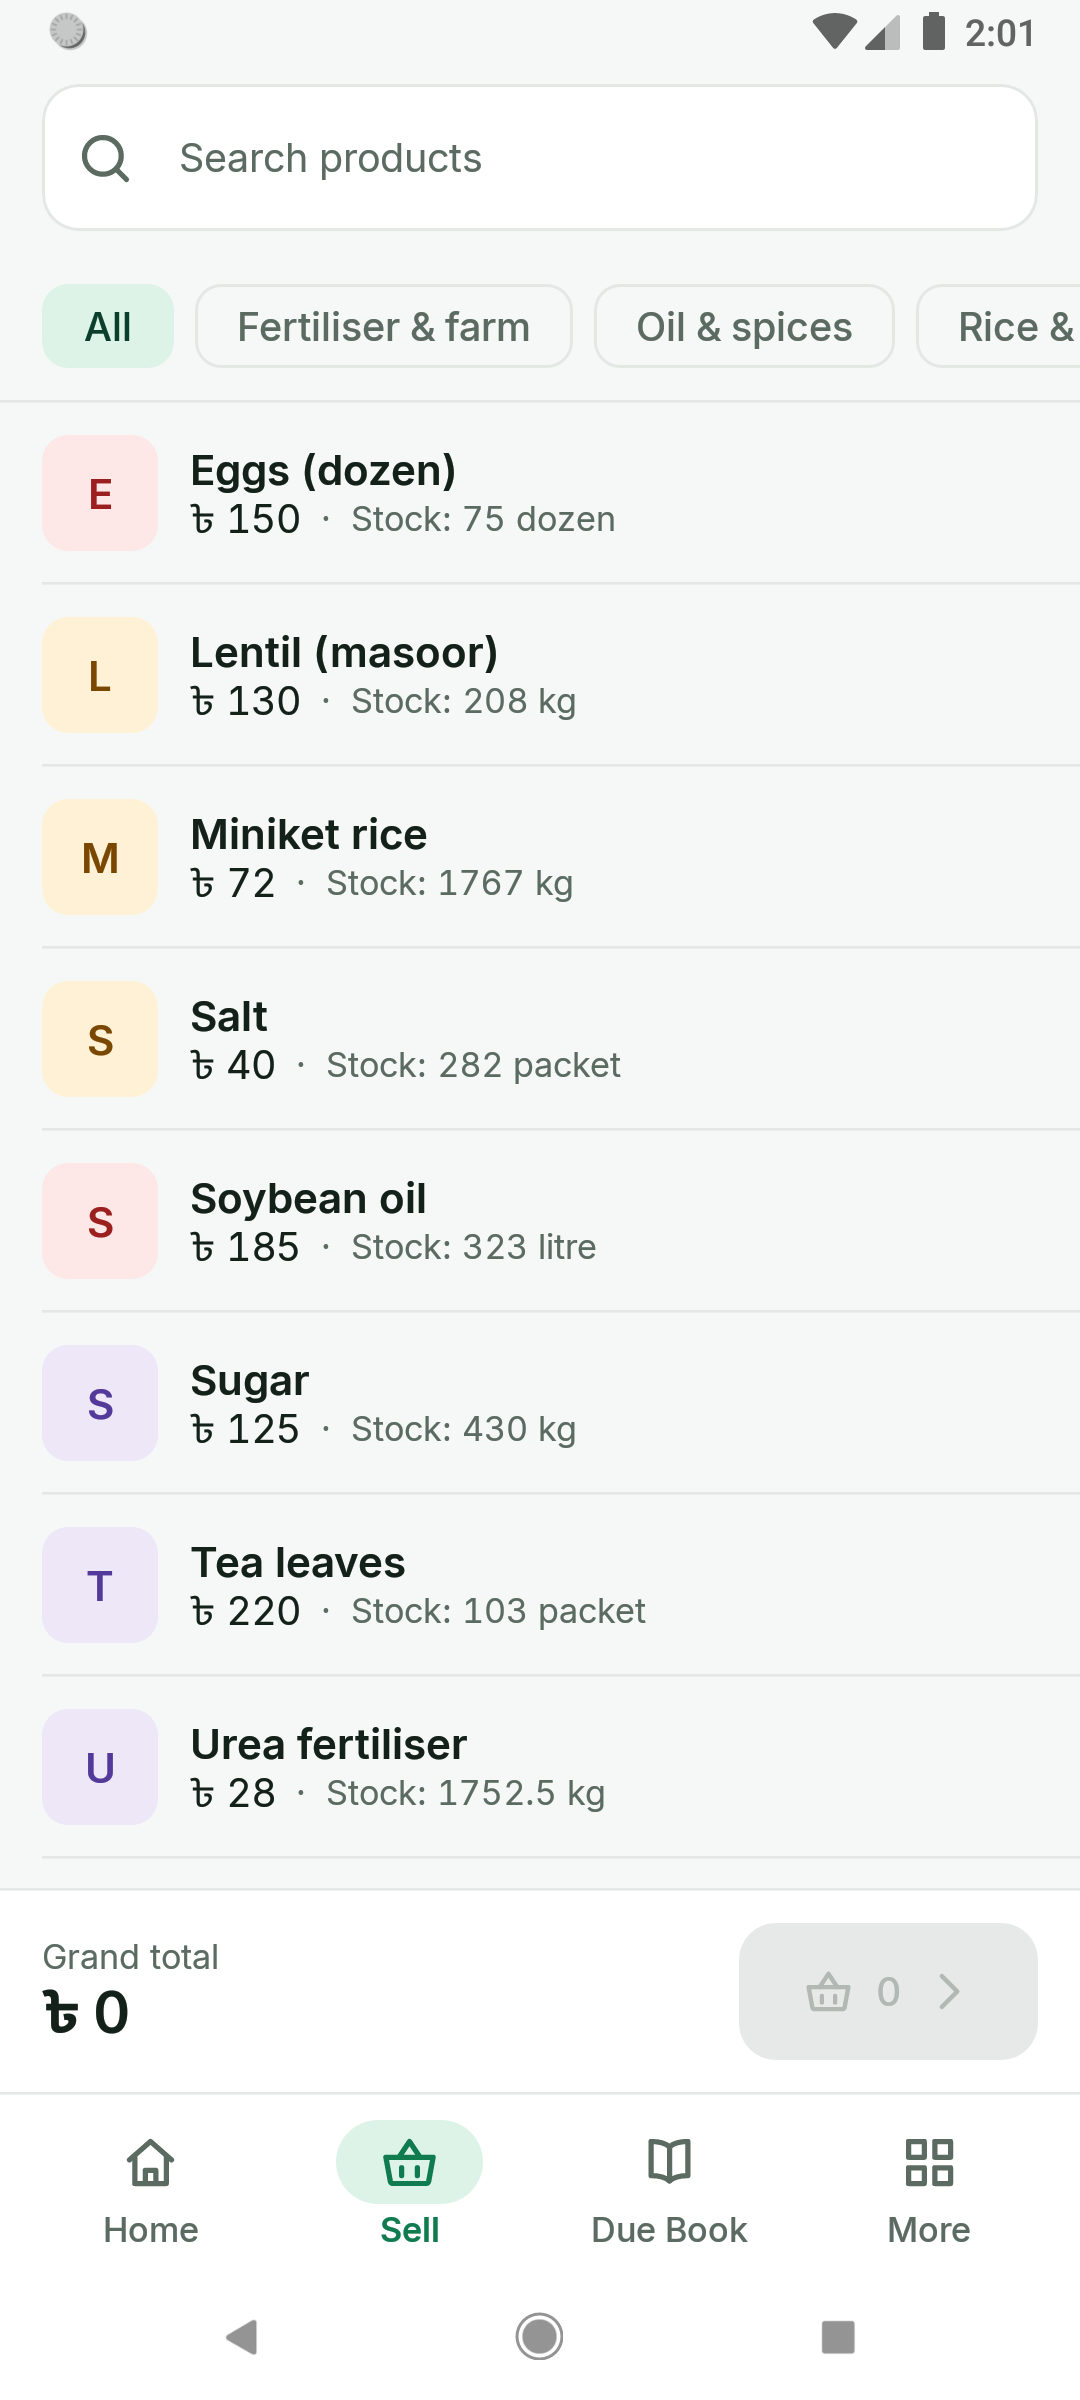 2:01
Search products
All
Fertiliser & farm
Oil & spices
Rice &
E
Eggs (dozen)
৳ 150 · Stock: 75 dozen
L
Lentil (masoor)
৳ 130 · Stock: 208 kg
M
Miniket rice
৳ 72 · Stock: 1767 kg
S
Salt
৳ 40 · Stock: 282 packet
S
Soybean oil
৳ 185 · Stock: 323 litre
S
Sugar
৳ 125 · Stock: 430 kg
T
Tea leaves
৳ 220 · Stock: 103 packet
U
Urea fertiliser
৳ 28 · Stock: 1752.5 kg
Grand total
৳ 0
0
Home
Sell
Due Book
More